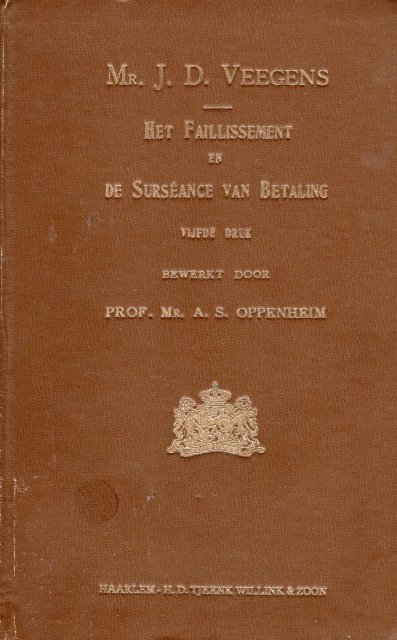 MR. J. D. VEEGENS
HET FAILLISSEMENT
EN
DE SURSÉANCE VAN BETALING
VIJFDE DRUK
BEWERKT DOOR
PROF. MR. A. S. OPPENHEIM
HAARLEM - H. D. TJEENK WILLINK & ZOON